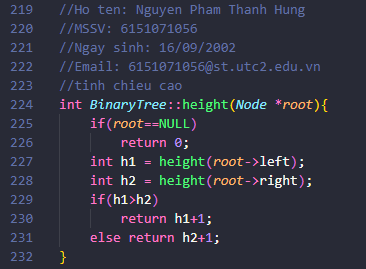 219 //Ho ten: Nguyen Pham Thanh Hung
220 //MSSV: 6151071056
221 //Ngay sinh: 16/09/2002
222 //Email: 6151071056@st.utc2.edu.vn
223 //tinh chieu cao
224 int BinaryTree::height(Node *root){
225     if(root==NULL)
226         return 0;
227     int h1 = height(root->left);
228     int h2 = height(root->right);
229     if(h1>h2)
230         return h1+1;
231     else return h2+1;
232 }